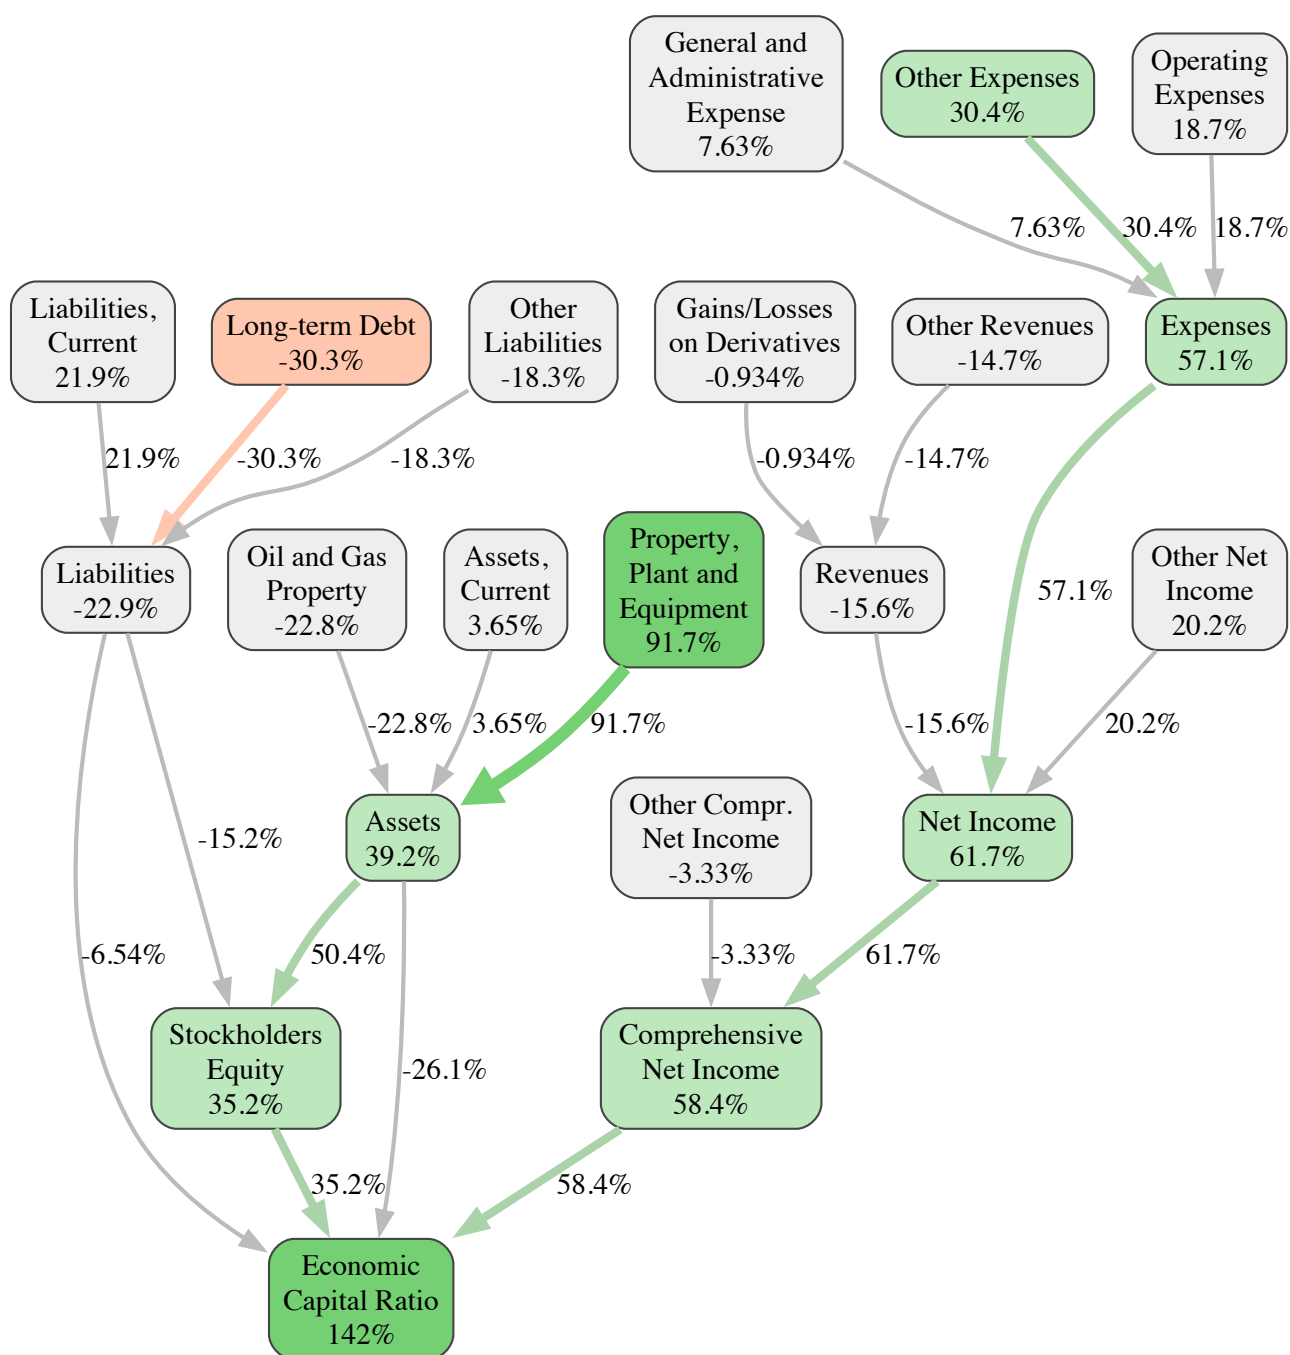 General and
Administrative
Expense
7.63%
Other Expenses
30.4%
Operating
Expenses
18.7%
7.63%
30.4%
18.7%
Liabilities,
Current
21.9%
Long-term Debt
-30.3%
Other
Liabilities
-18.3%
Gains/Losses
on Derivatives
-0.934%
Other Revenues
-14.7%
Expenses
57.1%
21.9%
-30.3%
-18.3%
-0.934%
-14.7%
57.1%
Liabilities
-22.9%
Oil and Gas
Property
-22.8%
Assets,
Current
3.65%
Property,
Plant and
Equipment
91.7%
Revenues
-15.6%
Other Net
Income
20.2%
-22.8%
3.65%
91.7%
-15.6%
20.2%
-15.2%
Assets
39.2%
Other Compr.
Net Income
-3.33%
Net Income
61.7%
-6.54%
50.4%
-3.33%
61.7%
Stockholders
Equity
35.2%
-26.1%
Comprehensive
Net Income
58.4%
35.2%
58.4%
Economic
Capital Ratio
142%